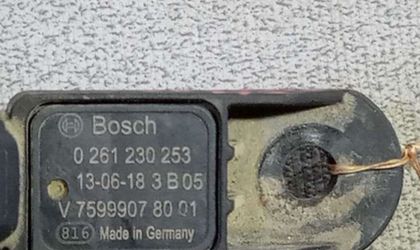 Bosch
0 261 230 253
13-06-18 3 B 05
V 7599907 80 01
816 Made in Germany